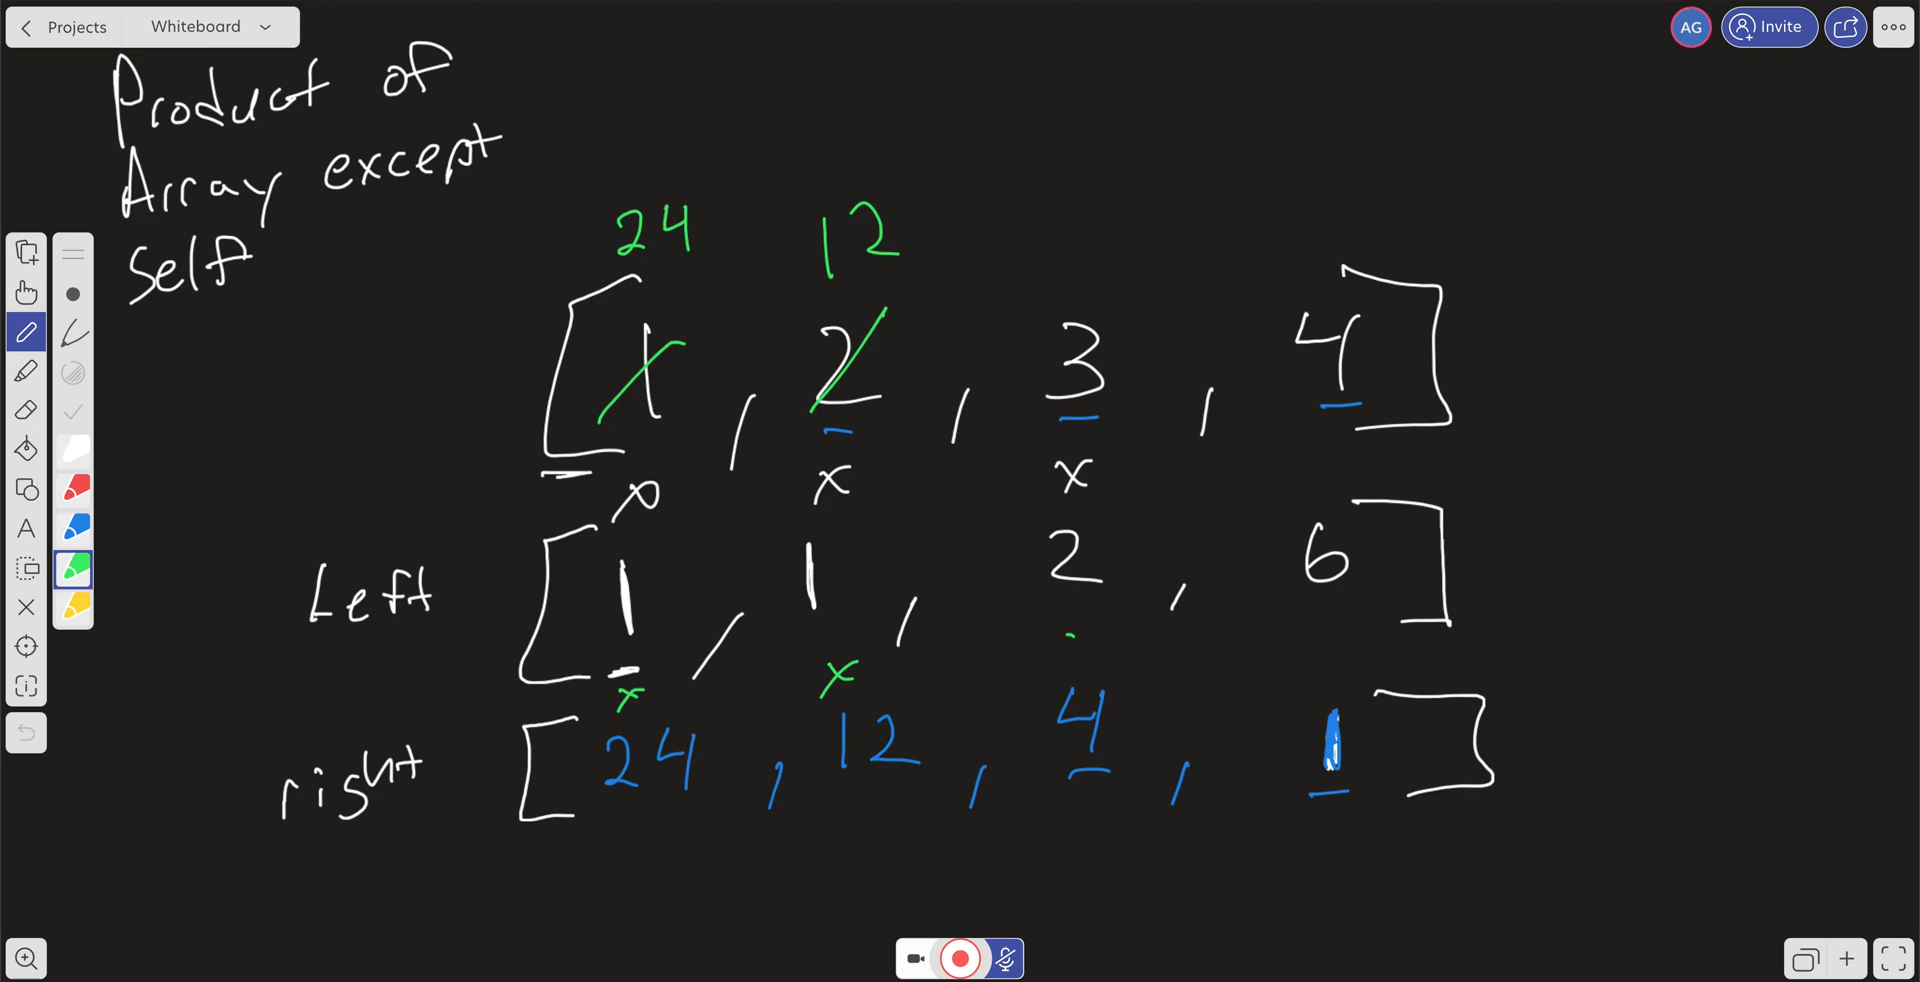 Projects Whiteboard AG Invite
Product of
Array except
Self
24 12
[1, 2, 3, 4]
x x x
Left [1, 1, 2, 6]
x x .
right [24, 12, 4, 1]
A